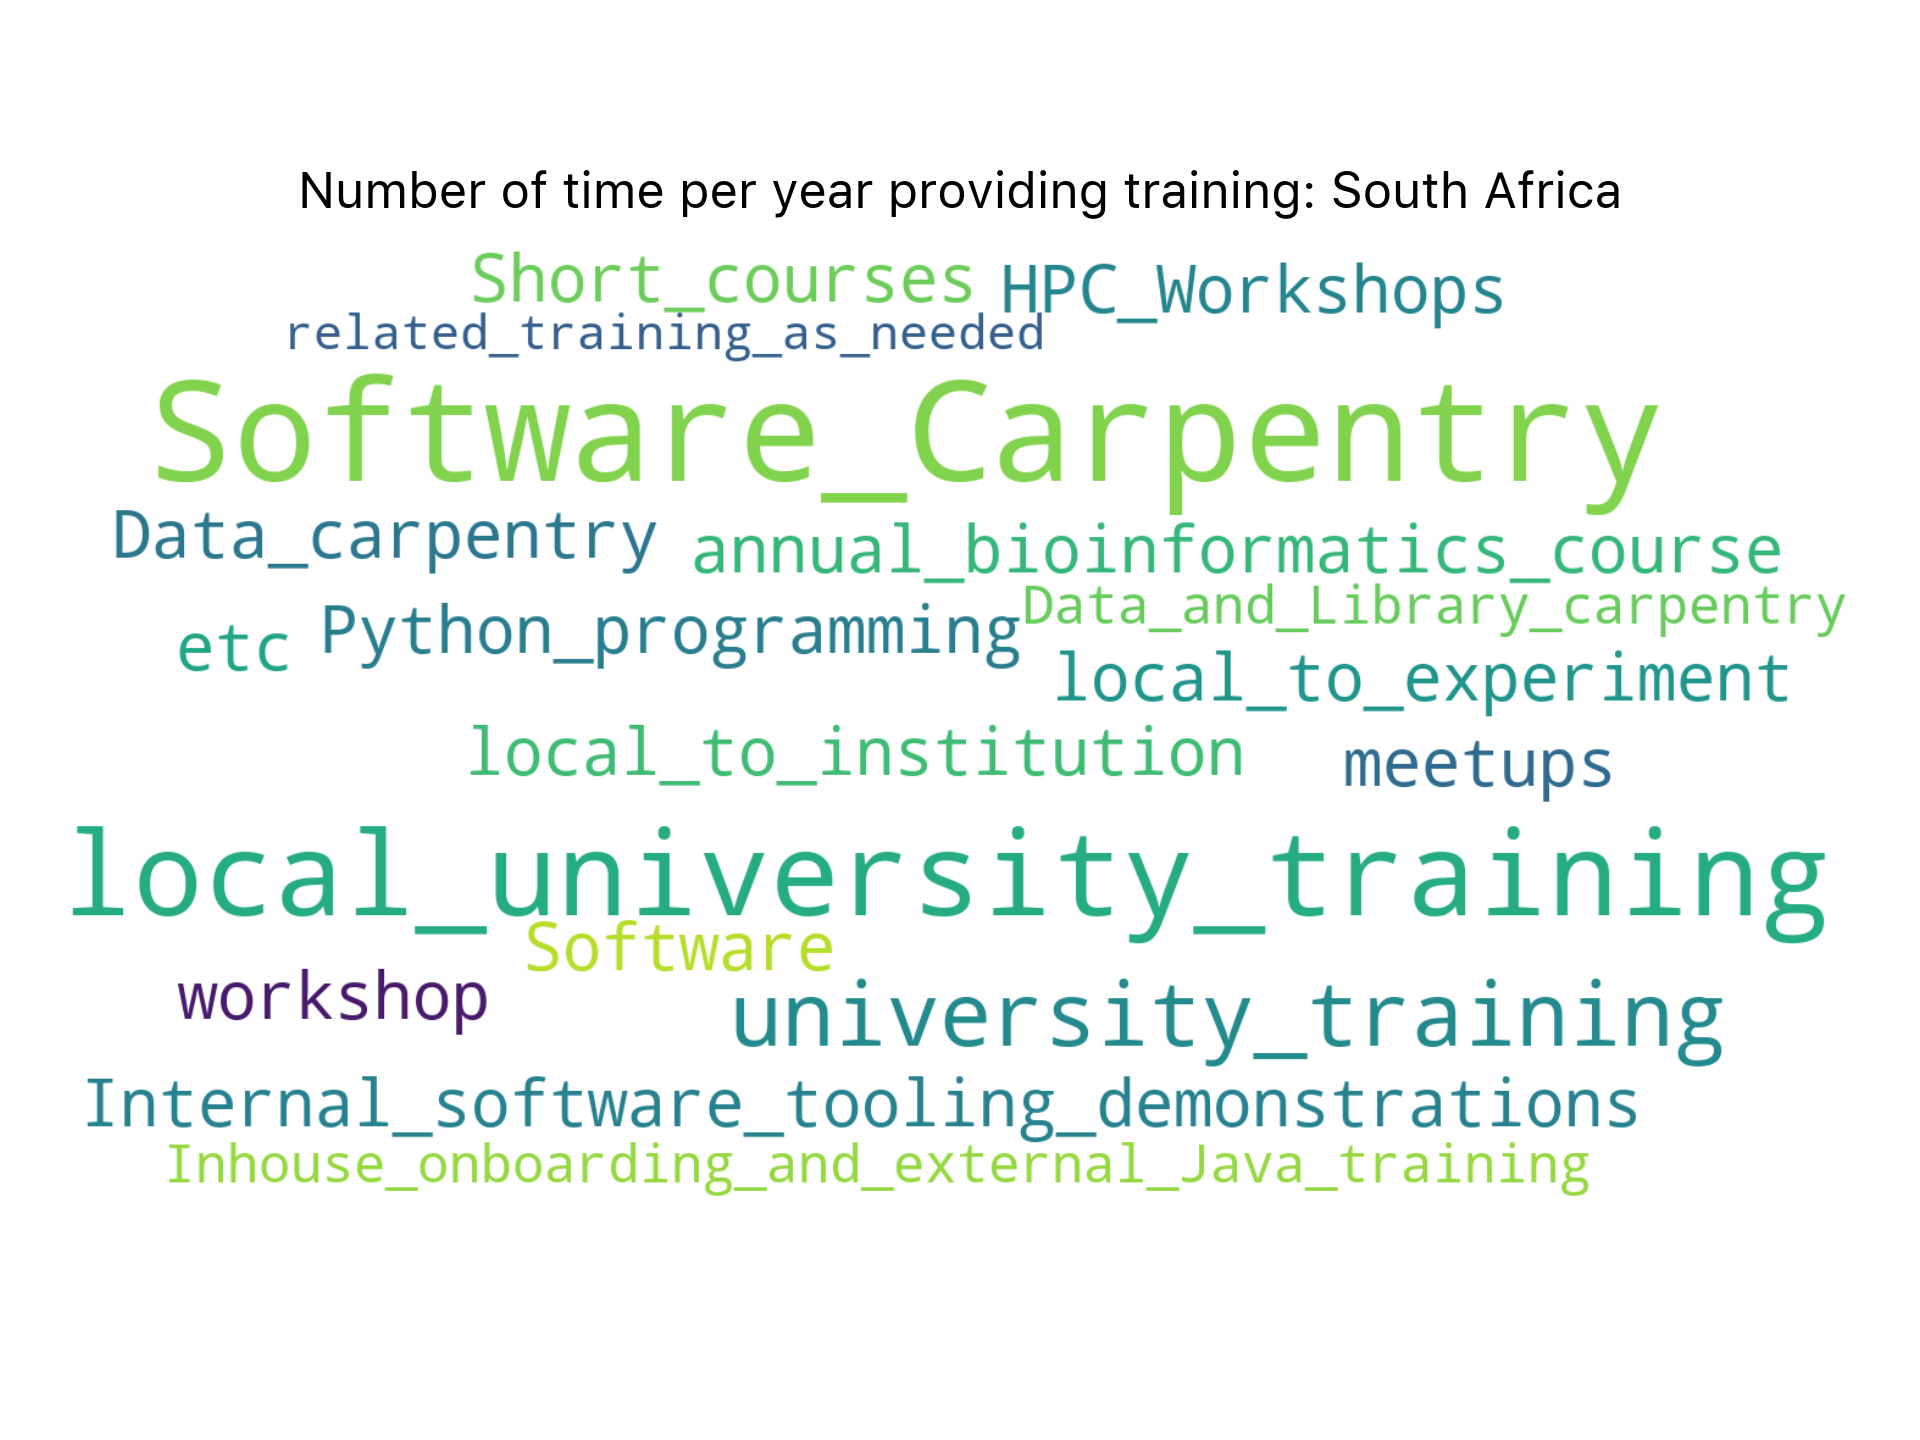 Number of time per year providing training: South Africa
Short_courses HPC_Workshops
related_training_as_needed
Software_Carpentry
Data_carpentry annual_bioinformatics_course
Data_and_Library_carpentry
etc Python_programming
local_to_experiment
local_to_institution meetups
local_university_training
Software
workshop university_training
Internal_software_tooling_demonstrations
Inhouse_onboarding_and_external_Java_training